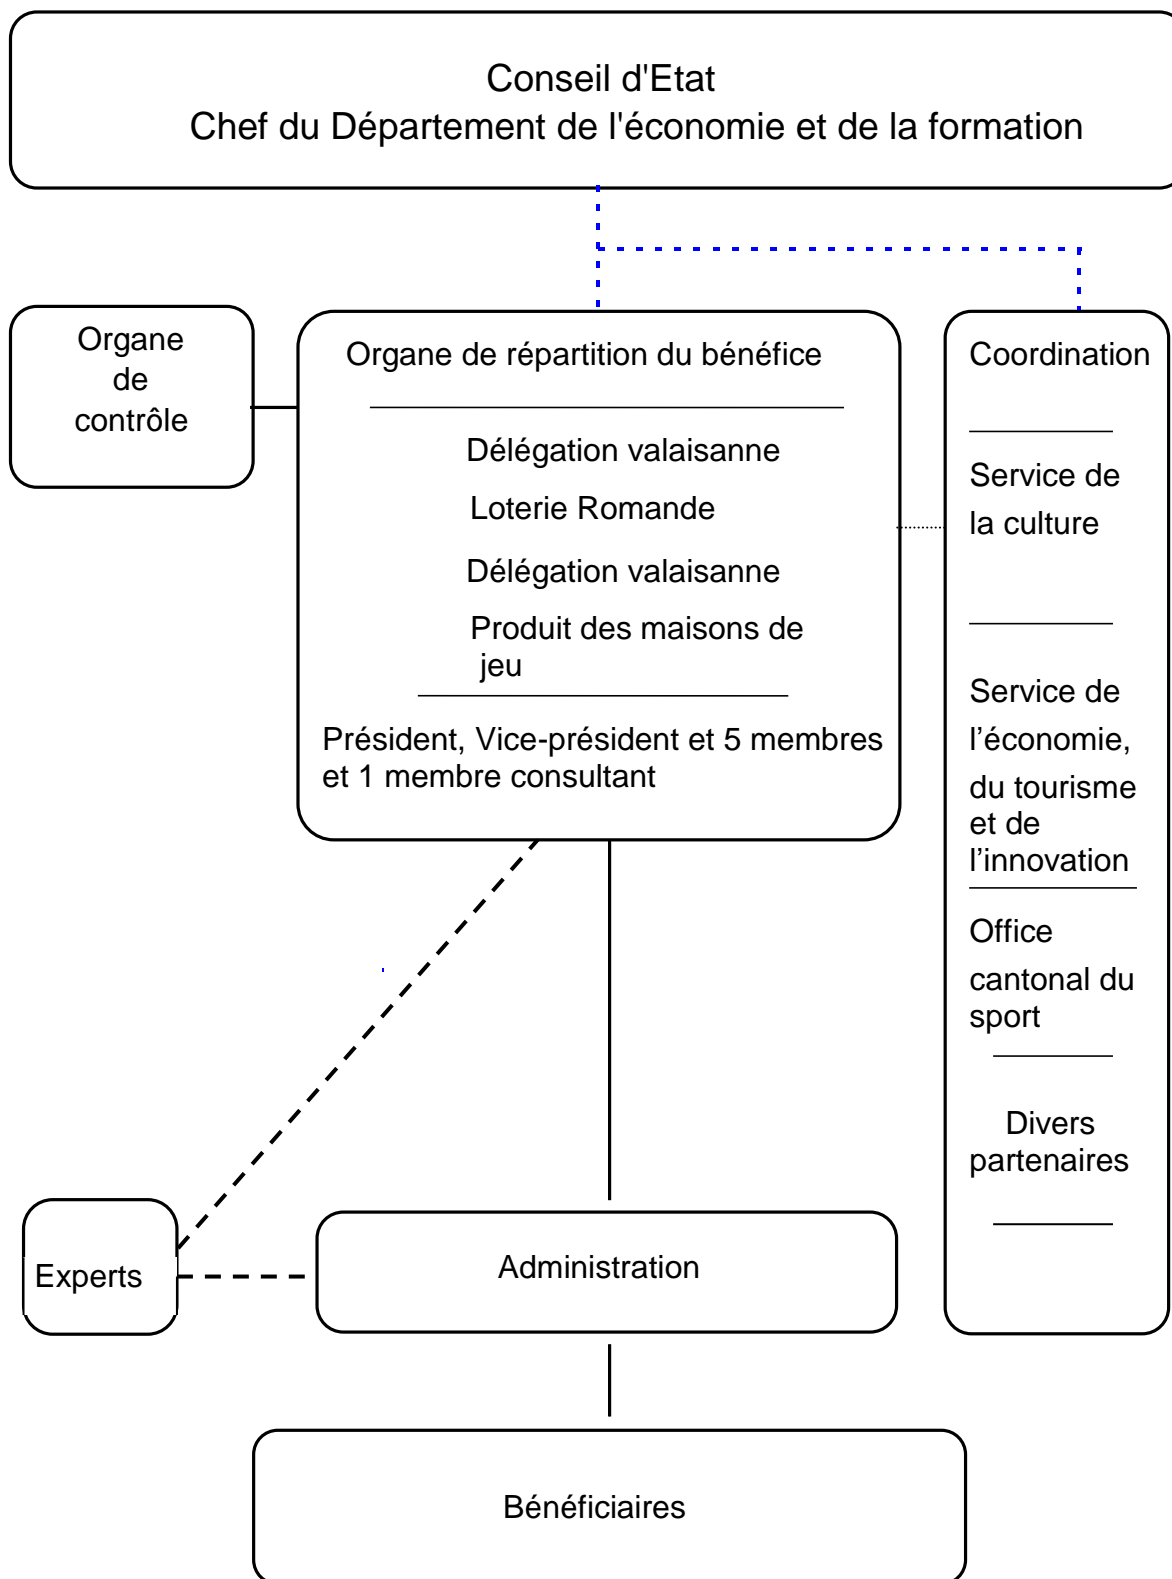 Conseil d'Etat
Chef du Département de l'économie et de la formation
Organe
de
contrôle
Organe de répartition du bénéfice
Délégation valaisanne
Loterie Romande
Délégation valaisanne
Produit des maisons de
jeu
Président, Vice-président et 5 membres
et 1 membre consultant
Coordination
Service de
la culture
Service de
l’économie,
du tourisme
et de
l’innovation
Office
cantonal du
sport
Divers
partenaires
Experts
Administration
Bénéficiaires